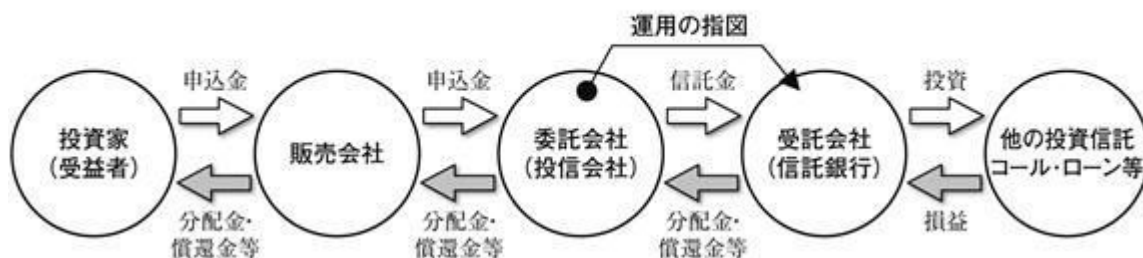 運用の指図
申込金
申込金
信託金
投資
投資家
（受益者）
販売会社
委託会社
（投信会社）
受託会社
（信託銀行）
他の投資信託
コール・ローン等
分配金・
償還金等
分配金・
償還金等
分配金・
償還金等
損益